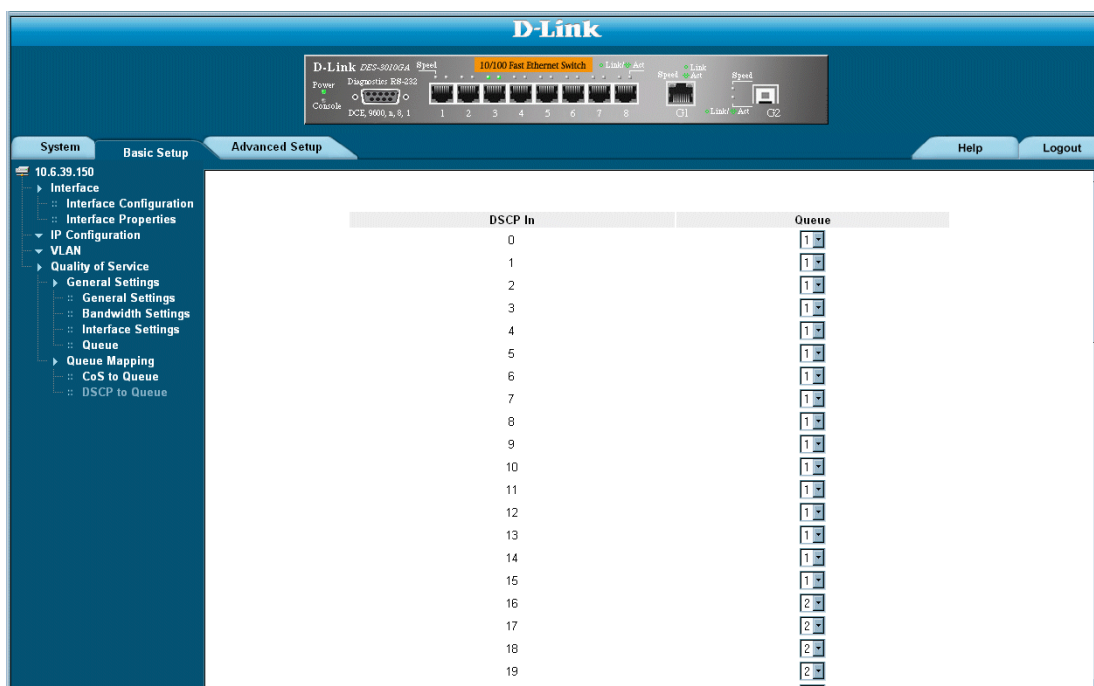 D-Link
D-Link DES-3010GA Speed 10/100 Fast Ethernet Switch Link/ Act
Power Diagnostics RS-232
Console
DCE, 9600, n, 8, 1
1 2 3 4 5 6 7 8
Link
Speed Act
G1
Speed
Link/ Act G2
System Basic Setup Advanced Setup Help Logout
10.6.39.150
Interface
Interface Configuration
Interface Properties
IP Configuration
VLAN
Quality of Service
General Settings
General Settings
Bandwidth Settings
Interface Settings
Queue
Queue Mapping
CoS to Queue
DSCP to Queue
DSCP In Queue
0 1
1 1
2 1
3 1
4 1
5 1
6 1
7 1
8 1
9 1
10 1
11 1
12 1
13 1
14 1
15 1
16 2
17 2
18 2
19 2